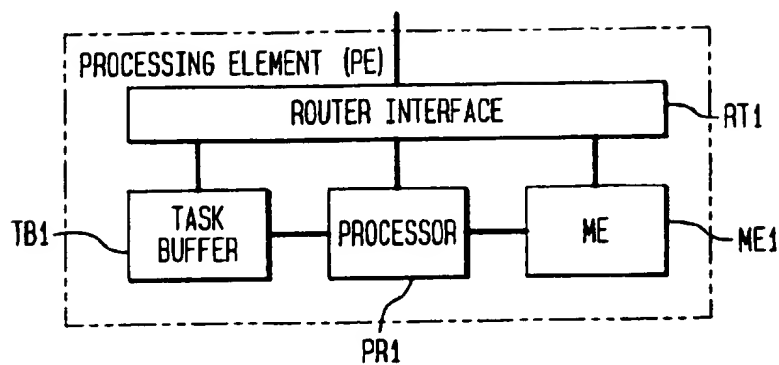 PROCESSING ELEMENT (PE)
ROUTER INTERFACE
RT1
TB1
TASK
BUFFER
PROCESSOR
ME
ME1
PR1